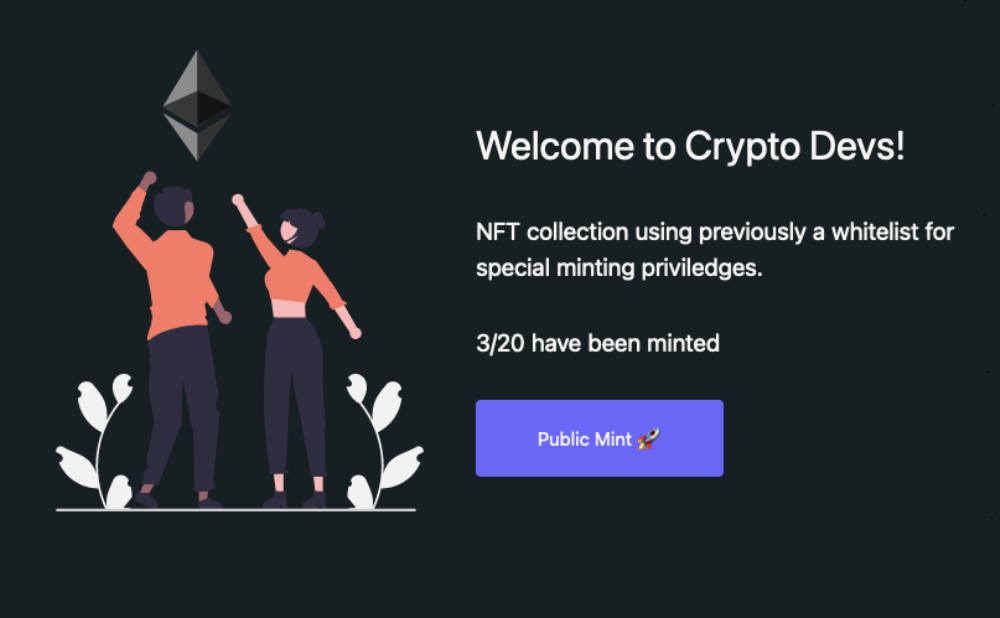 Welcome to Crypto Devs!
NFT collection using previously a whitelist for
special minting priviledges.
3/20 have been minted
Public Mint 🚀